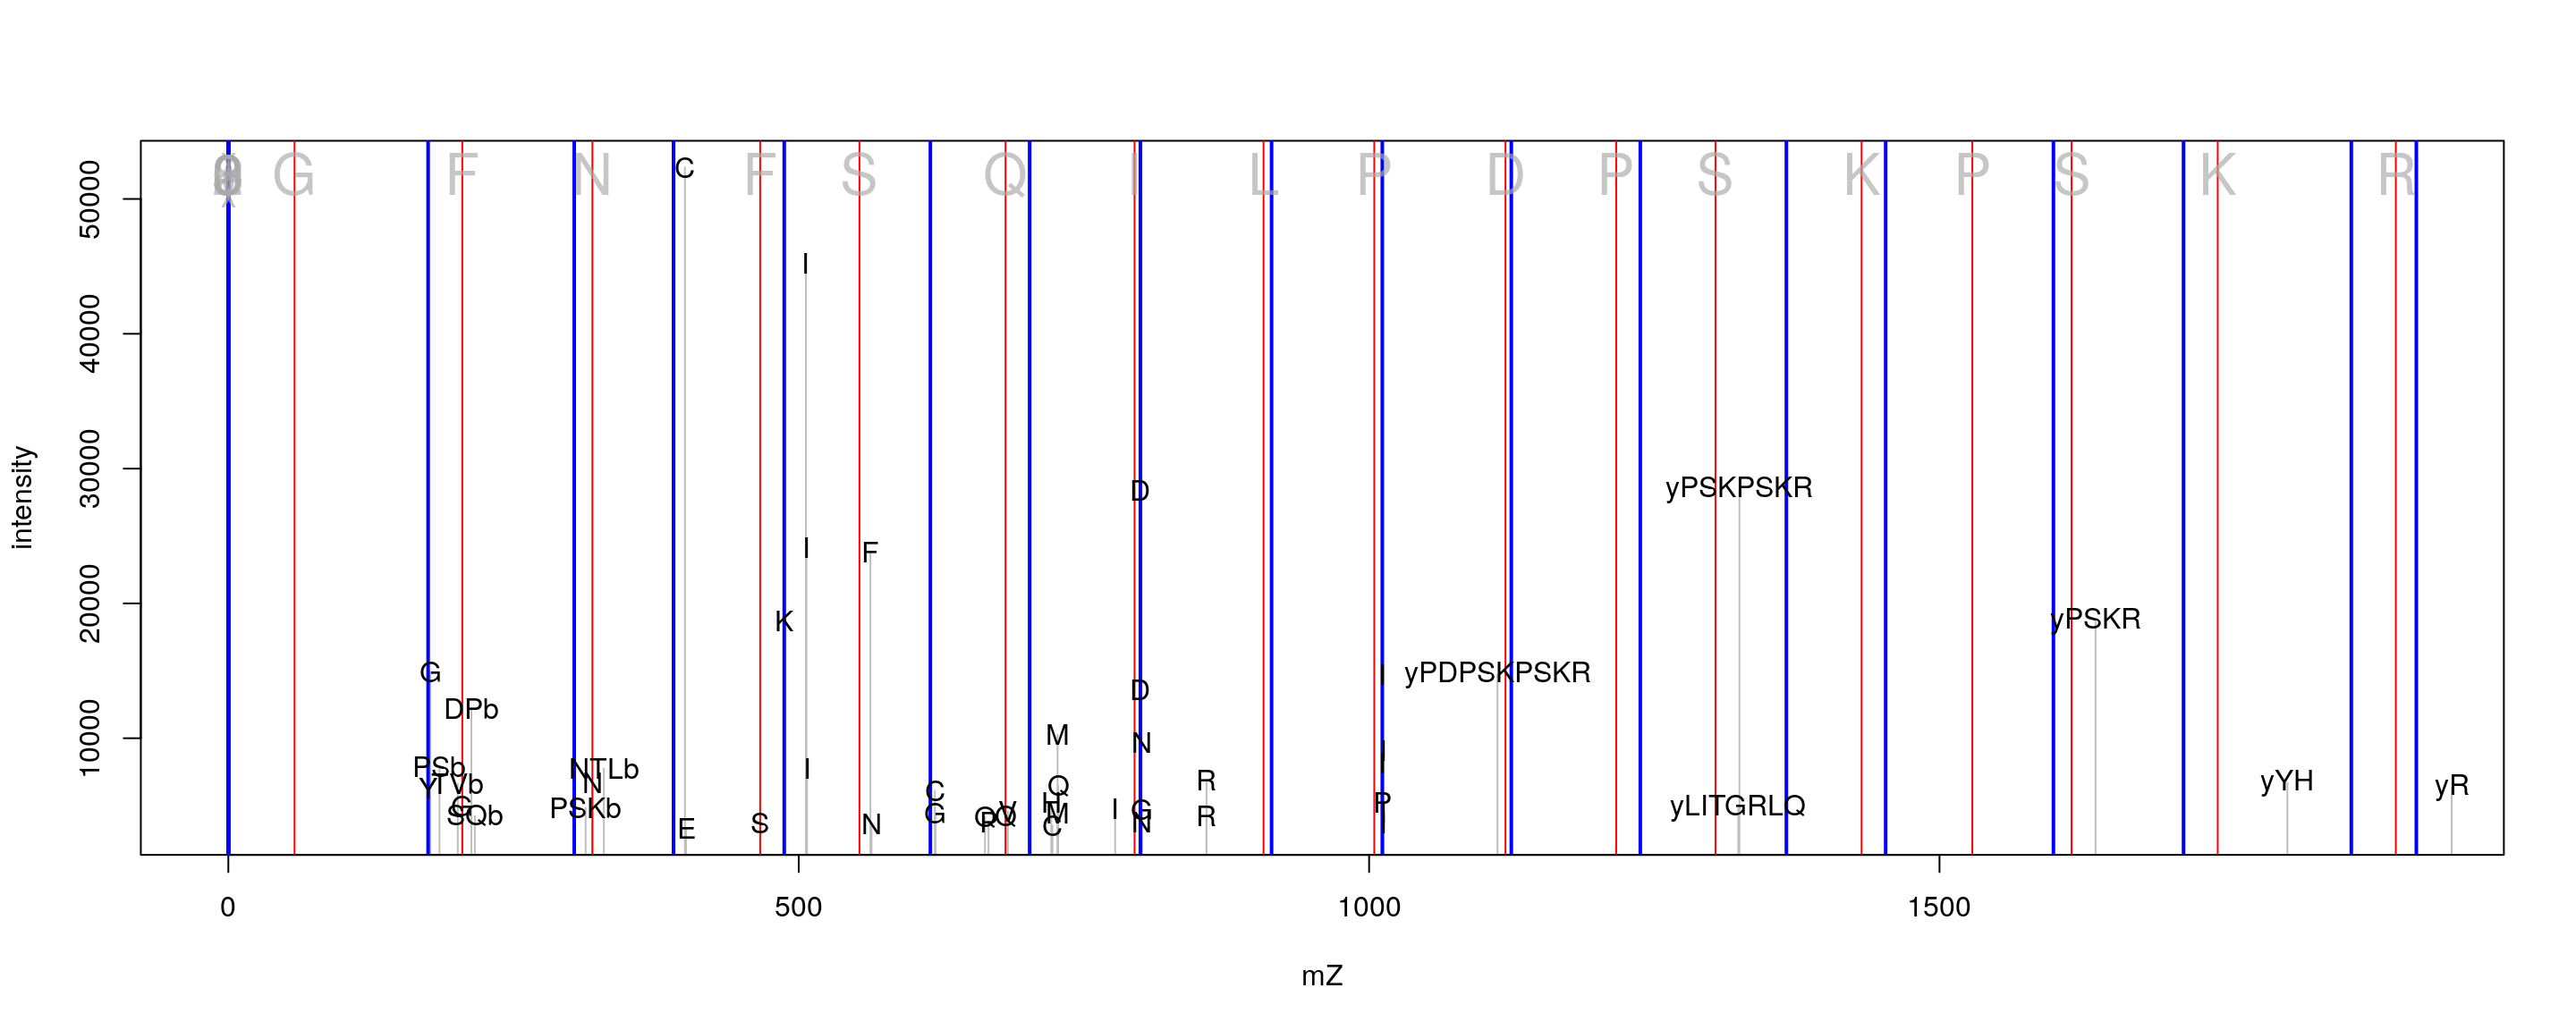 G F N F S Q I L P D P S K P S K R
C
I
D
yPSKPSKR
I
F
K
yPSKR
G
I
yPDPSKPSKR
D
DPb
M
N
I
PSb
NTLb
I
R
yYH
YTVb
N
Q
yR
C
P
H
G
PSKb
V
I
G
yLITGRLQ
G
SQb
Q
Q
M
R
S
N
R
N
I
E
C
50000
40000
30000
20000
10000
intensity
0 500 1000 1500
mZ